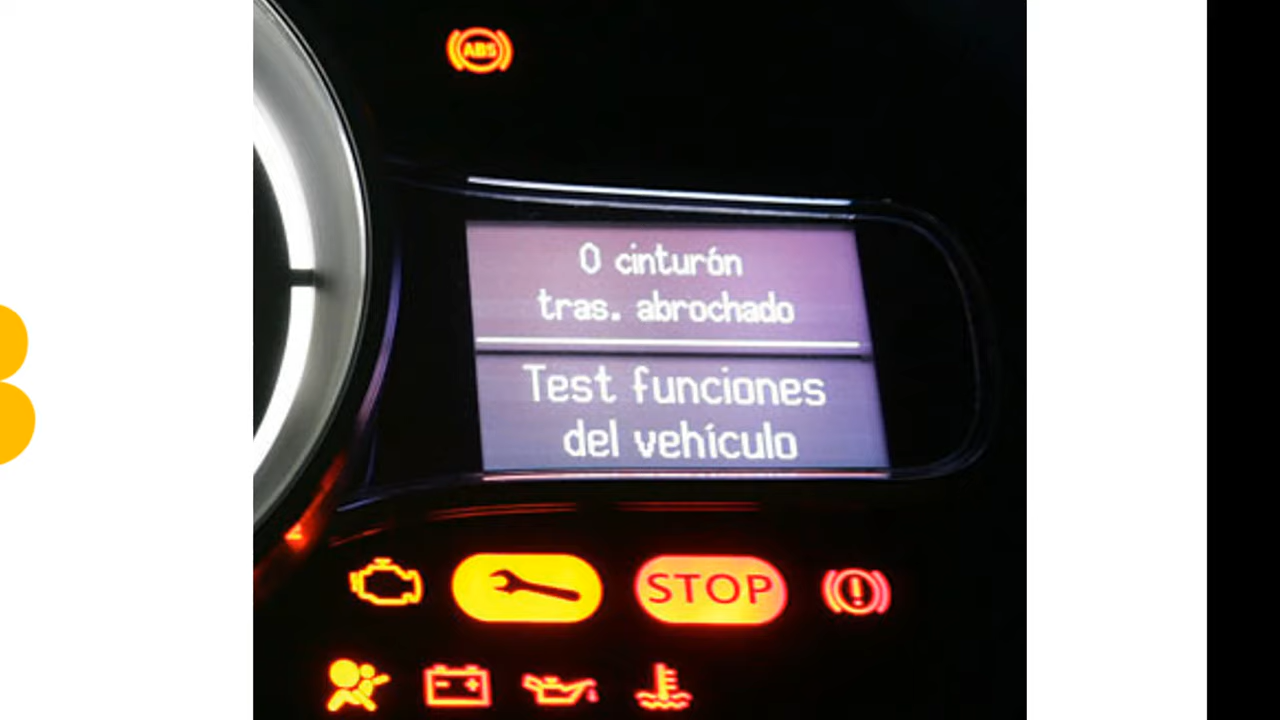 ABS
0 cinturón
tras. abrochado
Test funciones
del vehículo
STOP